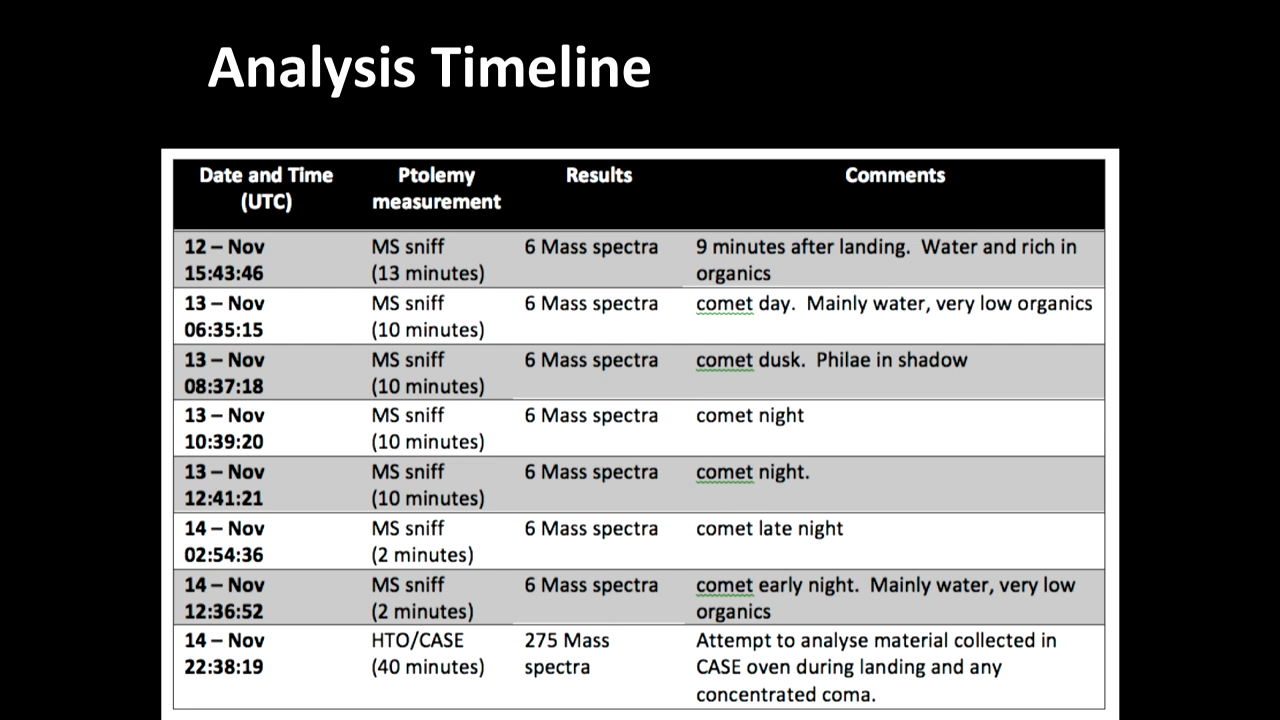 Analysis Timeline
Date and Time Ptolemy Results Comments
(UTC) measurement
12 – Nov MS sniff 6 Mass spectra 9 minutes after landing. Water and rich in
15:43:46 (13 minutes) organics
13 – Nov MS sniff 6 Mass spectra comet day. Mainly water, very low organics
06:35:15 (10 minutes)
13 – Nov MS sniff 6 Mass spectra comet dusk. Philae in shadow
08:37:18 (10 minutes)
13 – Nov MS sniff 6 Mass spectra comet night
10:39:20 (10 minutes)
13 – Nov MS sniff 6 Mass spectra comet night.
12:41:21 (10 minutes)
14 – Nov MS sniff 6 Mass spectra comet late night
02:54:36 (2 minutes)
14 – Nov MS sniff 6 Mass spectra comet early night. Mainly water, very low
12:36:52 (2 minutes) organics
14 – Nov HTO/CASE 275 Mass Attempt to analyse material collected in
22:38:19 (40 minutes) spectra CASE oven during landing and any
concentrated coma.